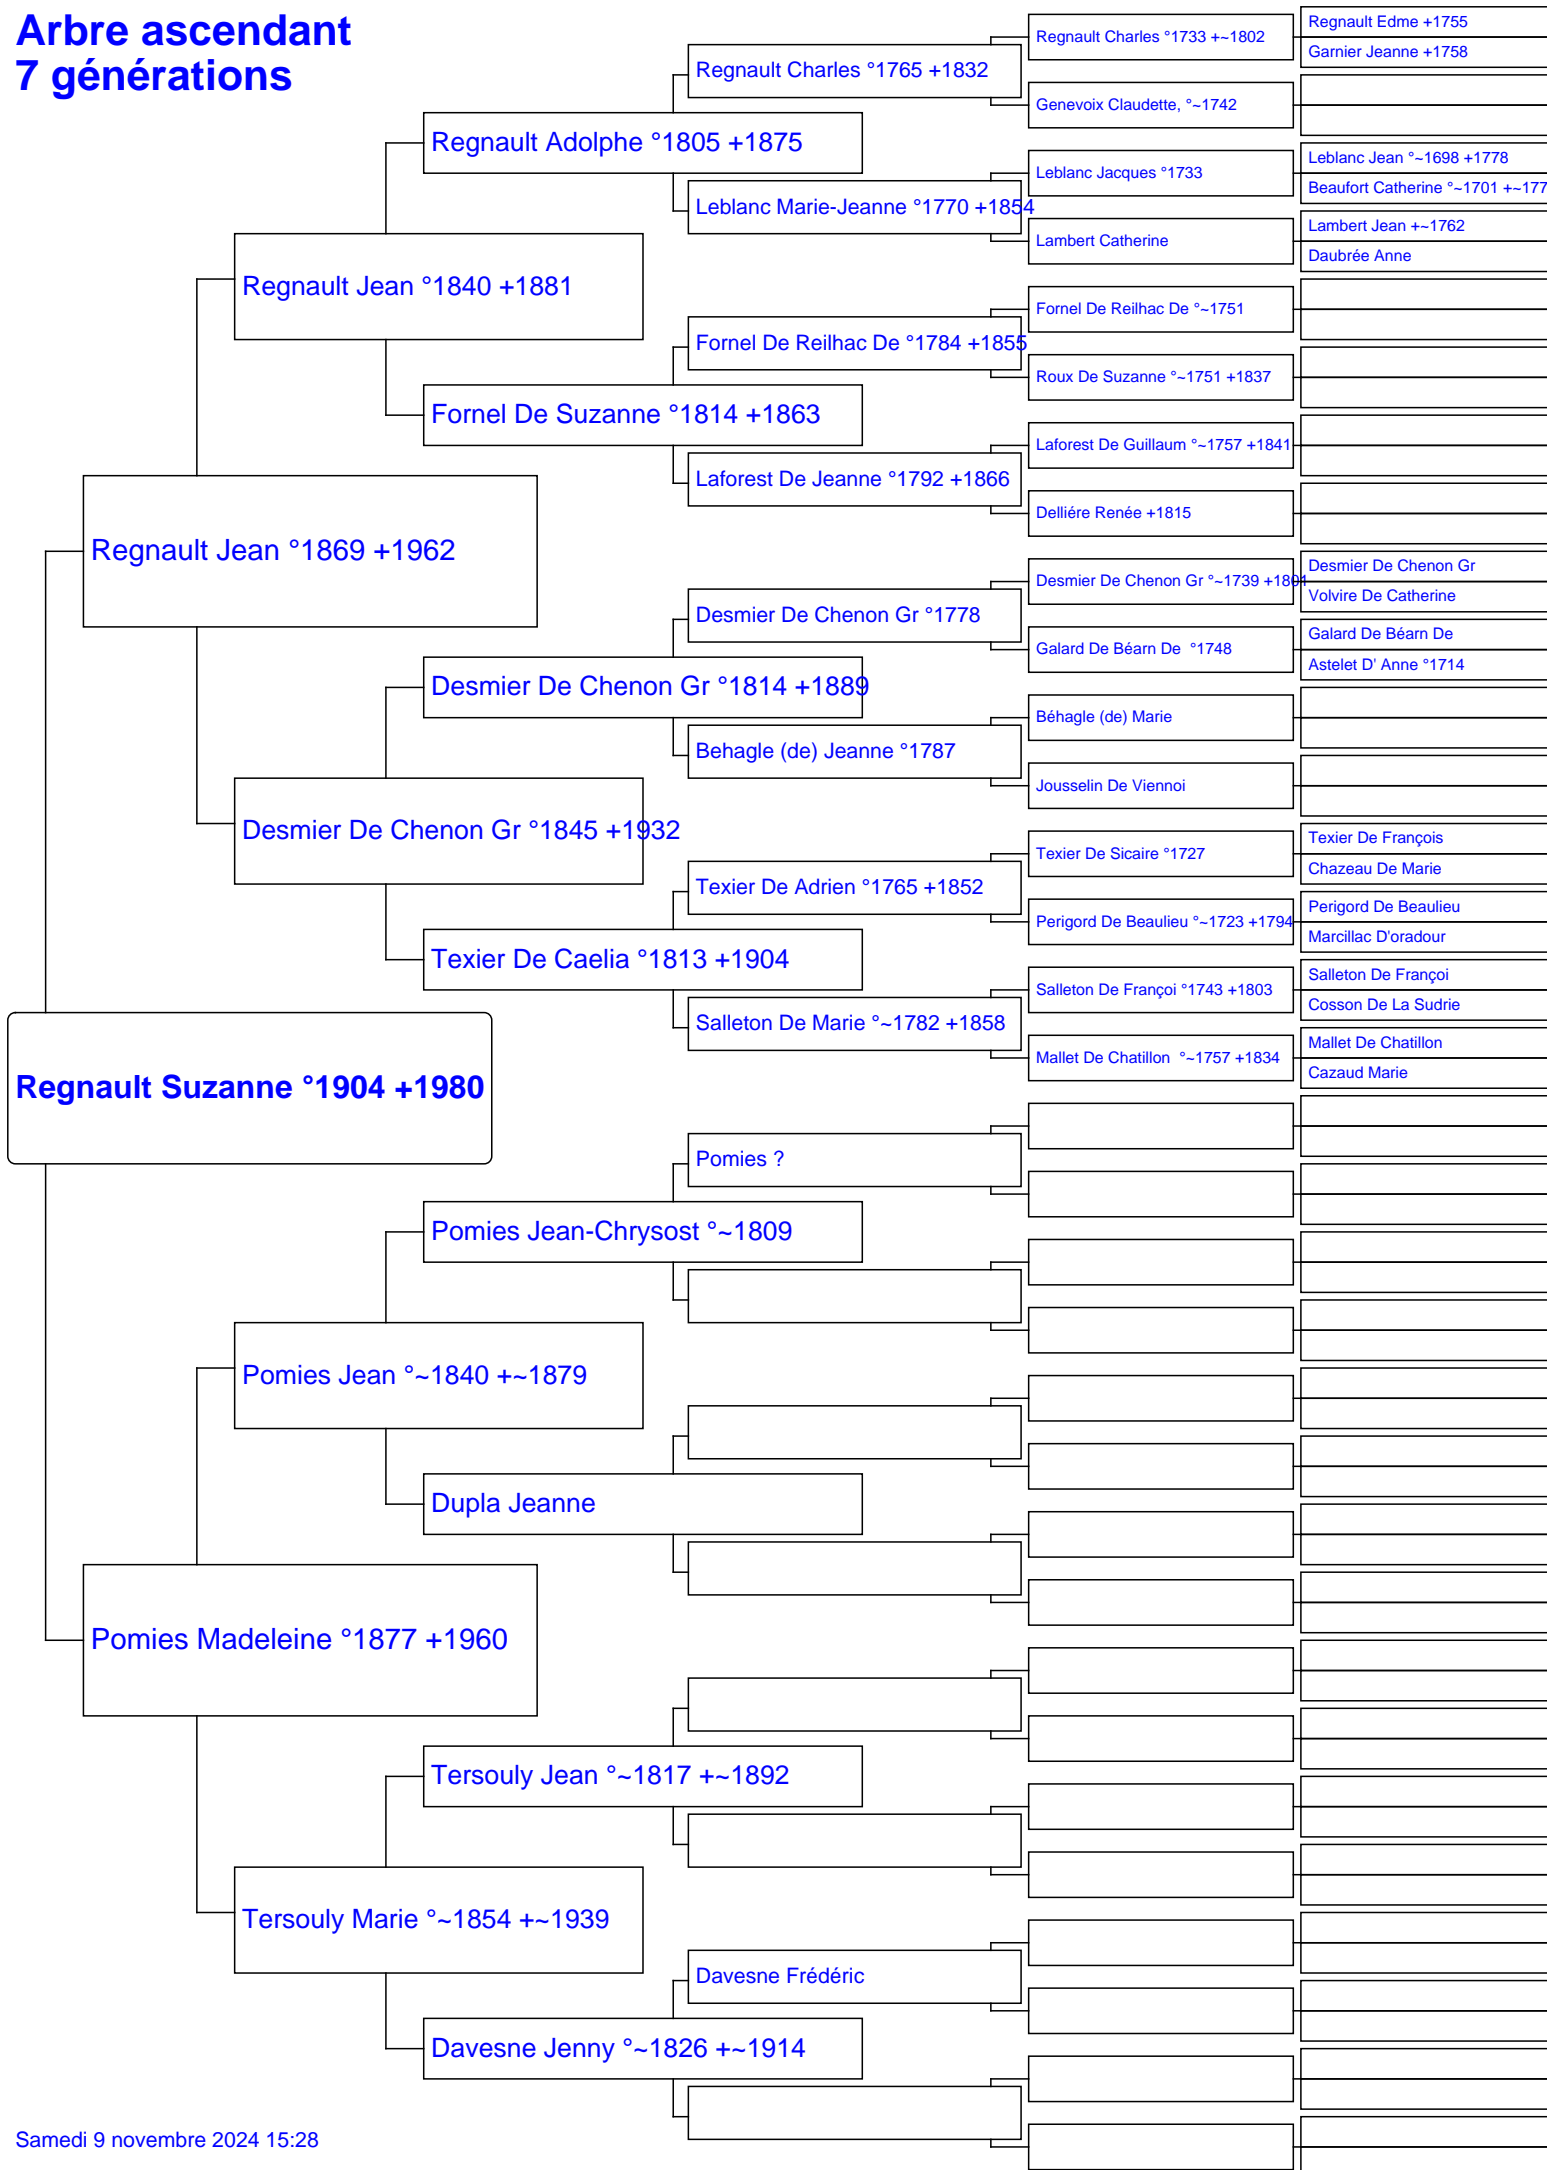 Arbre ascendant
7 générations
Regnault Suzanne °1904 +1980
Regnault Jean °1869 +1962
Pomies Madeleine °1877 +1960
Regnault Jean °1840 +1881
Desmier De Chenon Gr °1845 +1932
Pomies Jean °~1840 +~1879
Tersouly Marie °~1854 +~1939
Regnault Adolphe °1805 +1875
Fornel De Suzanne °1814 +1863
Desmier De Chenon Gr °1814 +1889
Texier De Caelia °1813 +1904
Pomies Jean-Chrysost °~1809
Dupla Jeanne
Tersouly Jean °~1817 +~1892
Davesne Jenny °~1826 +~1914
Regnault Charles °1765 +1832
Leblanc Marie-Jeanne °1770 +1854
Fornel De Reilhac De °1784 +1855
Laforest De Jeanne °1792 +1866
Desmier De Chenon Gr °1778
Behagle (de) Jeanne °1787
Texier De Adrien °1765 +1852
Salleton De Marie °~1782 +1858
Pomies ?
Davesne Frédéric
Regnault Charles °1733 +~1802
Genevoix Claudette, °~1742
Leblanc Jacques °1733
Lambert Catherine
Fornel De Reilhac De °~1751
Roux De Suzanne °~1751 +1837
Laforest De Guillaum °~1757 +1841
Delliére Renée +1815
Desmier De Chenon Gr °~1739 +1801
Galard De Béarn De  °1748
Béhagle (de) Marie
Jousselin De Viennoi
Texier De Sicaire °1727
Perigord De Beaulieu °~1723 +1794
Salleton De Françoi °1743 +1803
Mallet De Chatillon  °~1757 +1834
Regnault Edme +1755
Garnier Jeanne +1758
Leblanc Jean °~1698 +1778
Beaufort Catherine °~1701 +~177
Lambert Jean +~1762
Daubrée Anne
Desmier De Chenon Gr
Volvire De Catherine
Galard De Béarn De
Astelet D' Anne °1714
Texier De François
Chazeau De Marie
Perigord De Beaulieu
Marcillac D'oradour
Salleton De Françoi
Cosson De La Sudrie
Mallet De Chatillon
Cazaud Marie
Samedi 9 novembre 2024 15:28